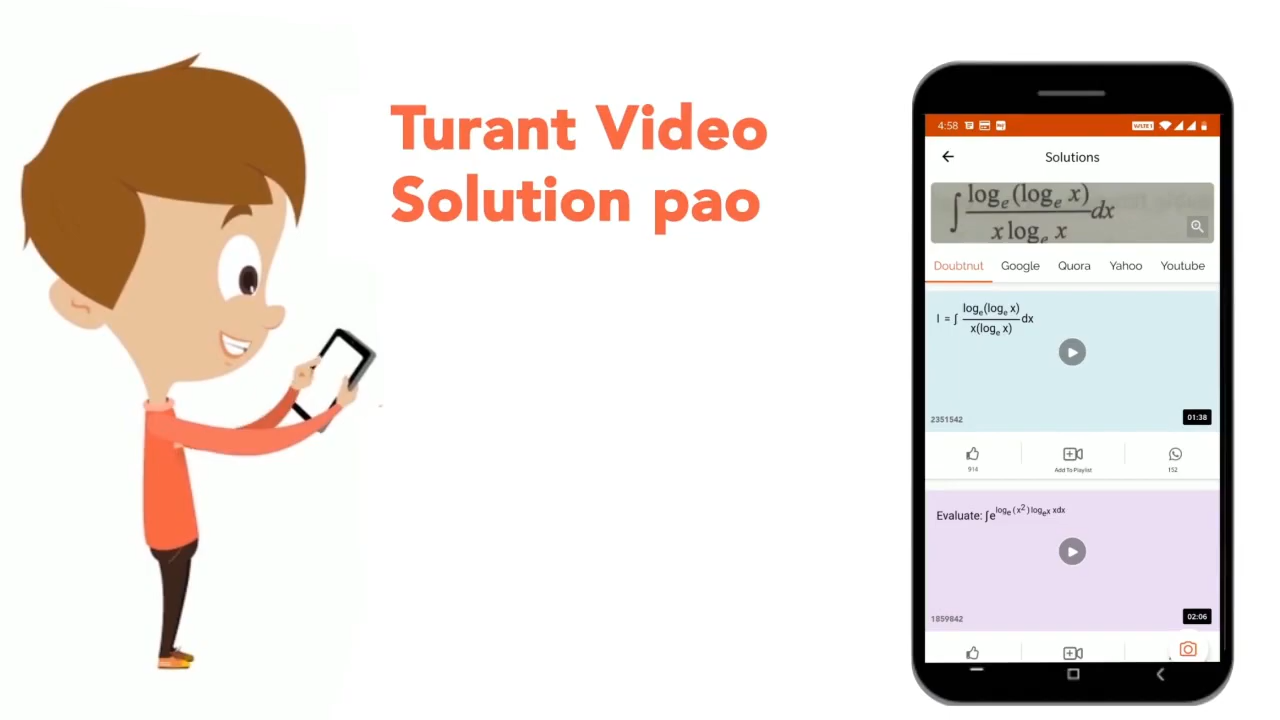 Turant Video
Solution pao
4:58
Solutions
∫ logₑ(logₑ x) / x logₑ x dx
Doubtnut Google Quora Yahoo Youtube
I = ∫ logₑ(logₑ x) / x(logₑ x) dx
2351542 01:38
914 Add To Playlist 152
Evaluate: ∫e^logₑ(x²)logₑx xdx
1859842 02:06